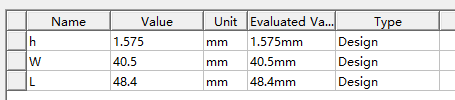 Name Value Unit Evaluated Va... Type
h 1.575 mm 1.575mm Design
W 40.5 mm 40.5mm Design
L 48.4 mm 48.4mm Design